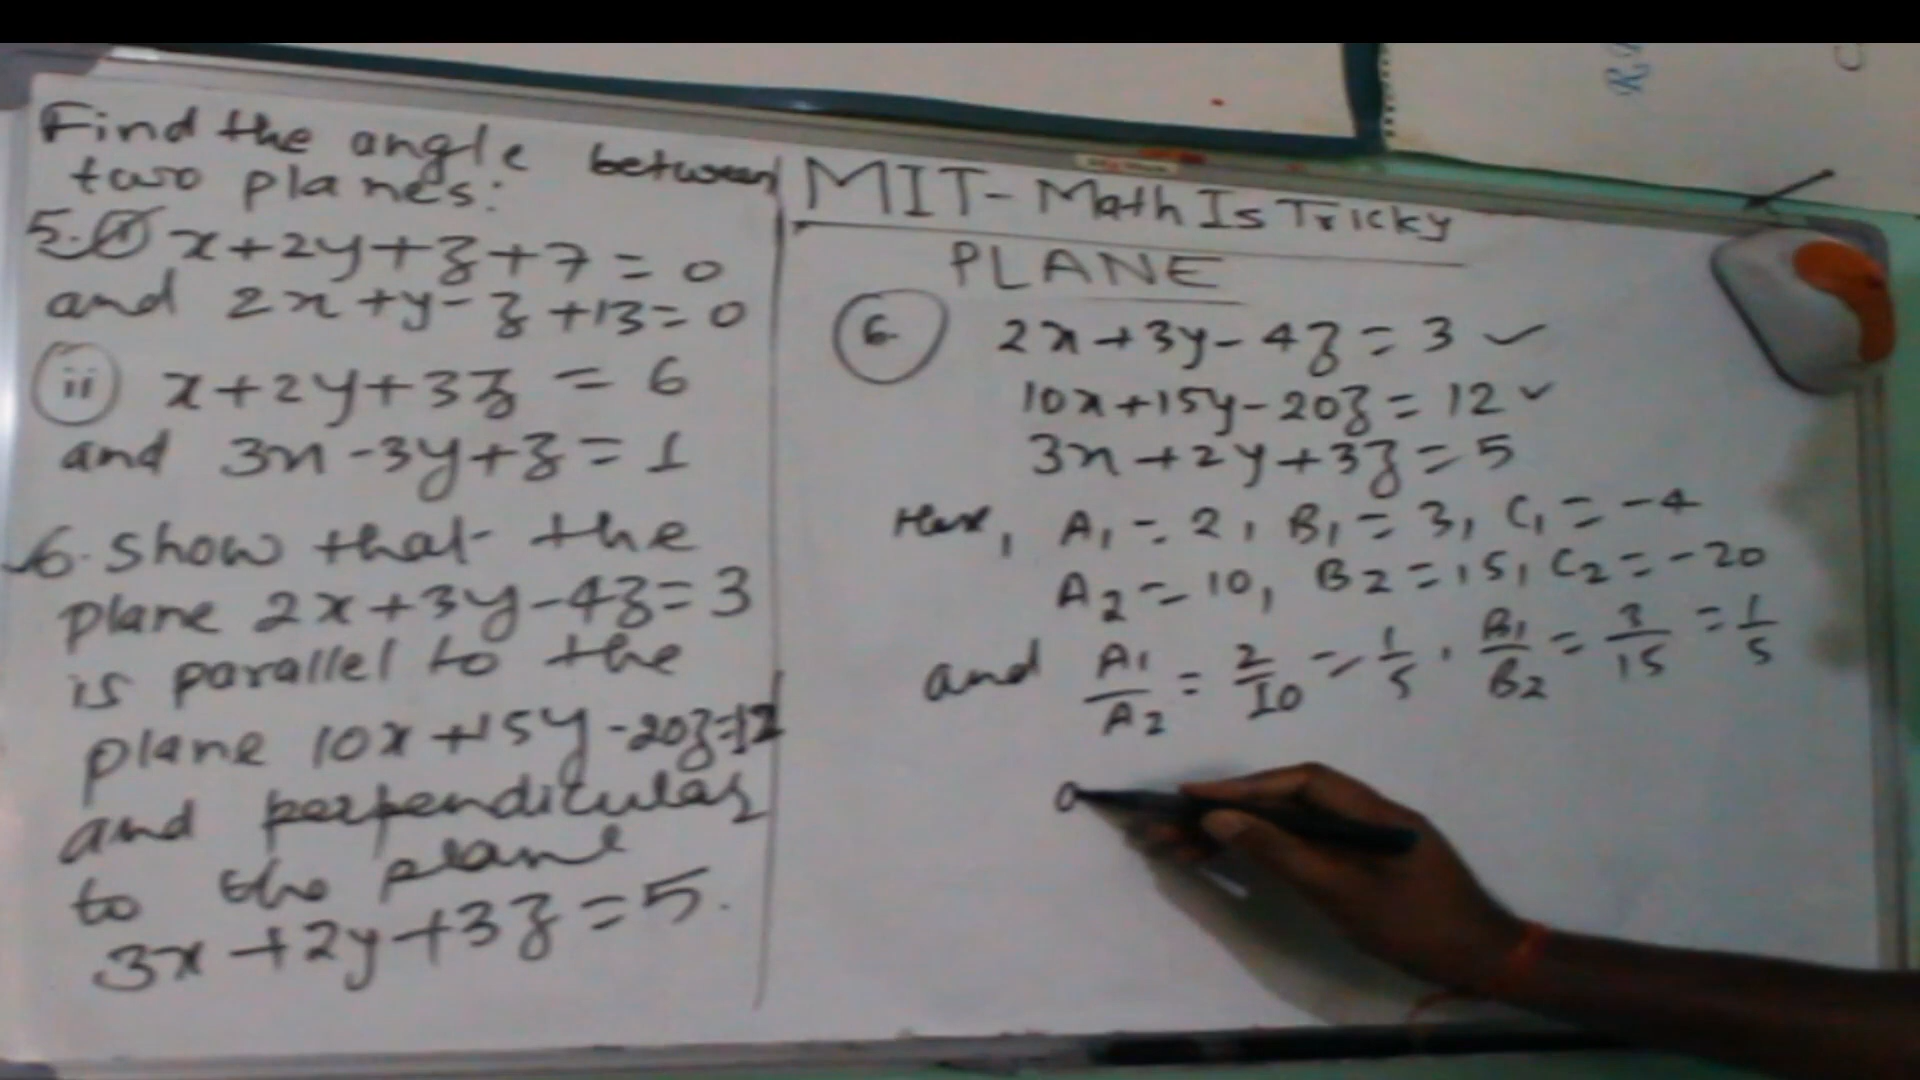 Find the angle between
two planes:
5. (i) x+2y+z+7=0
and 2x+y-z+13=0
(ii) x+2y+3z = 6
and 3x-3y+z=1
6. Show that the
plane 2x+3y-4z=3
is parallel to the
plane 10x+15y-20z=12
and perpendicular
to the plane
3x+2y+3z=5.
MIT- Math Is Tricky
PLANE
6 2x+3y-4z=3 ✓
10x+15y-20z=12 ✓
3x+2y+3z=5
Here, A1=2, B1=3, C1=-4
A2=10, B2=15, C2=-20
and A1/A2 = 2/10 = 1/5, B1/B2 = 3/15 = 1/5